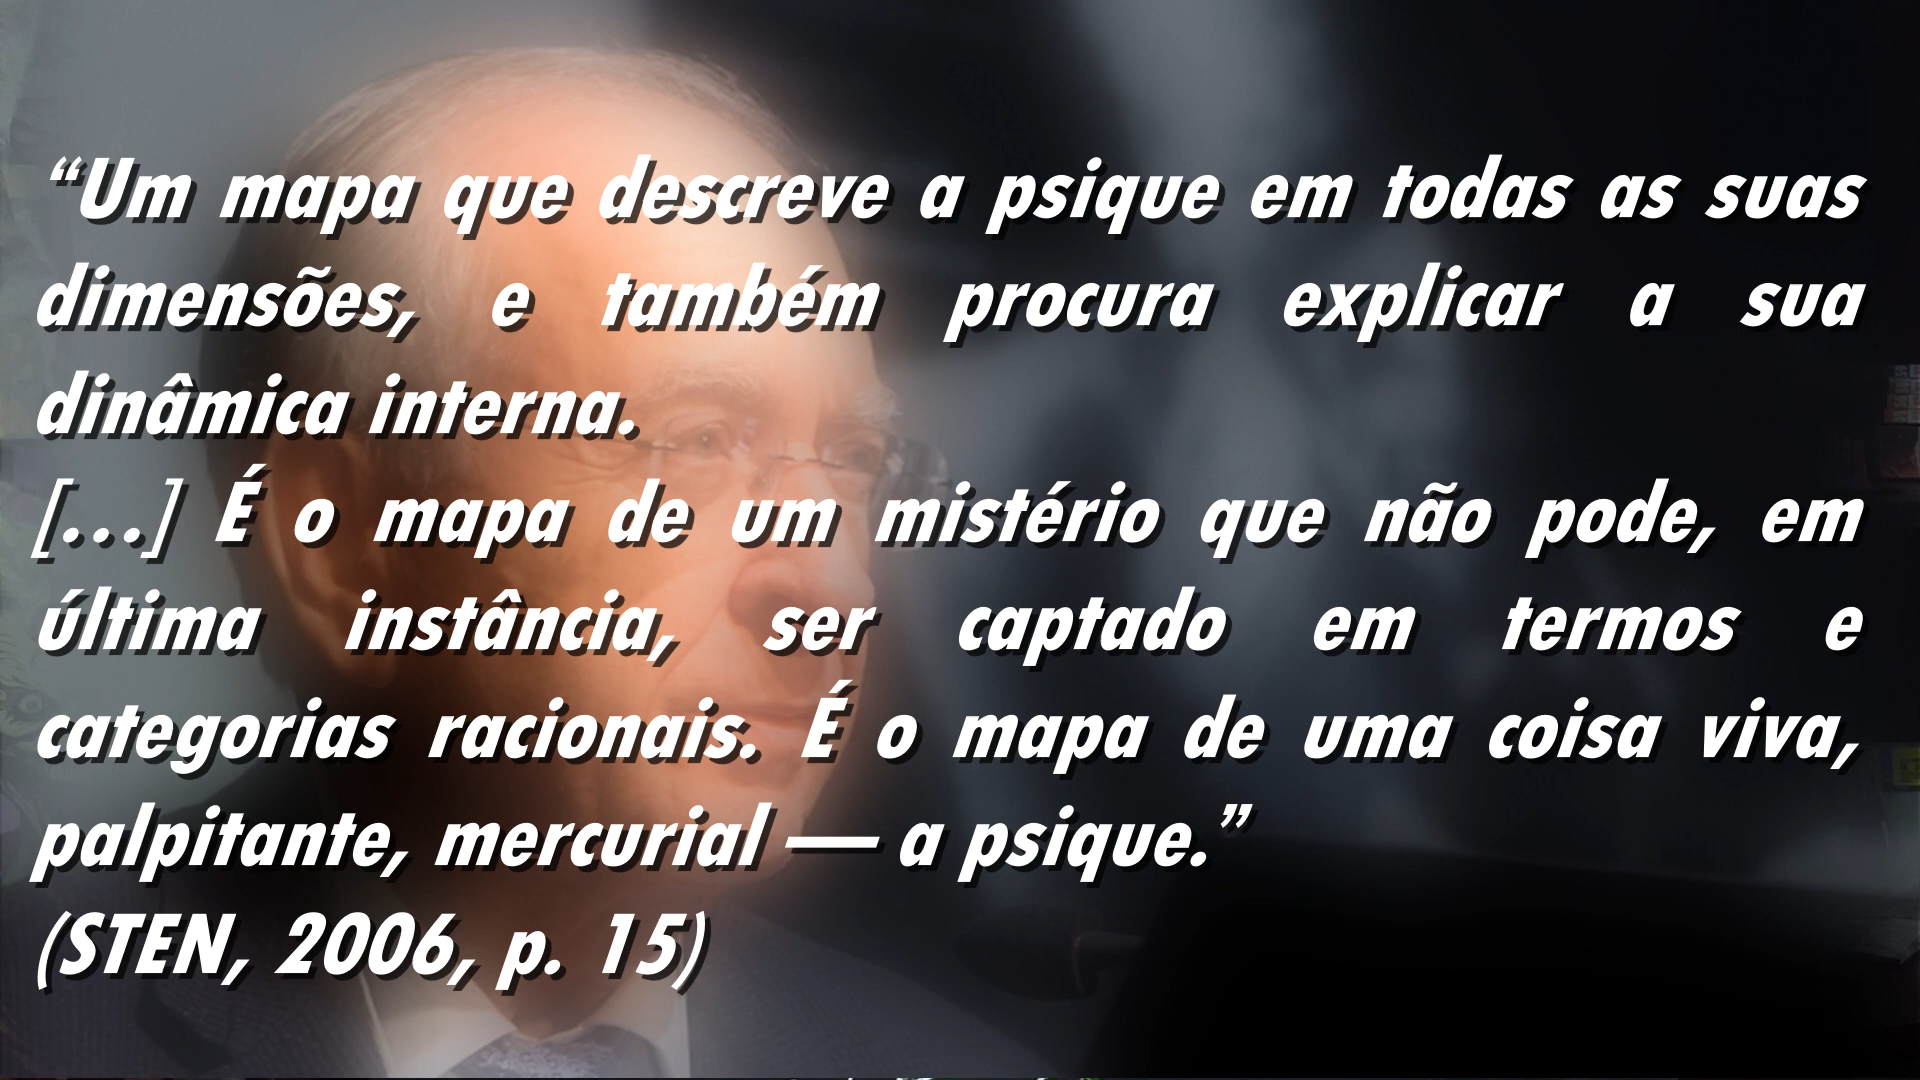 “Um mapa que descreve a psique em todas as suas
dimensões, e também procura explicar a sua
dinâmica interna.
[...] É o mapa de um mistério que não pode, em
última instância, ser captado em termos e
categorias racionais. É o mapa de uma coisa viva,
palpitante, mercurial — a psique.”
(STEN, 2006, p. 15)